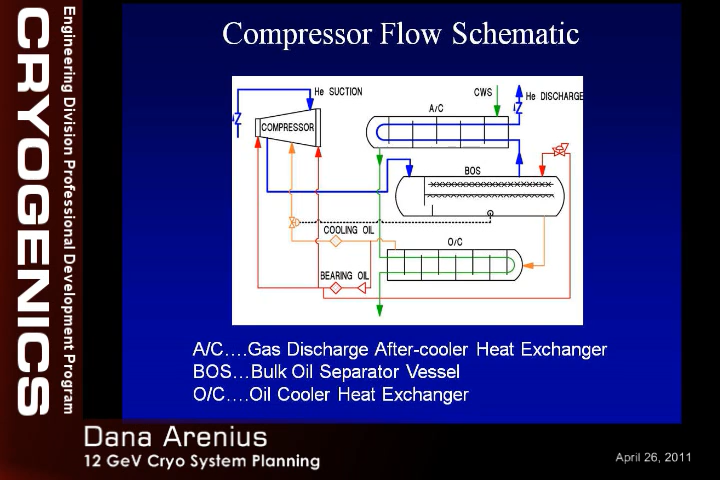 Engineering Division Professional Development Program
CRYOGENICS
Compressor Flow Schematic
He SUCTION
CWS
He DISCHARGE
A/C
COMPRESSOR
BOS
COOLING OIL
O/C
BEARING OIL
A/C....Gas Discharge After-cooler Heat Exchanger
BOS...Bulk Oil Separator Vessel
O/C....Oil Cooler Heat Exchanger
Dana Arenius
12 GeV Cryo System Planning
April 26, 2011